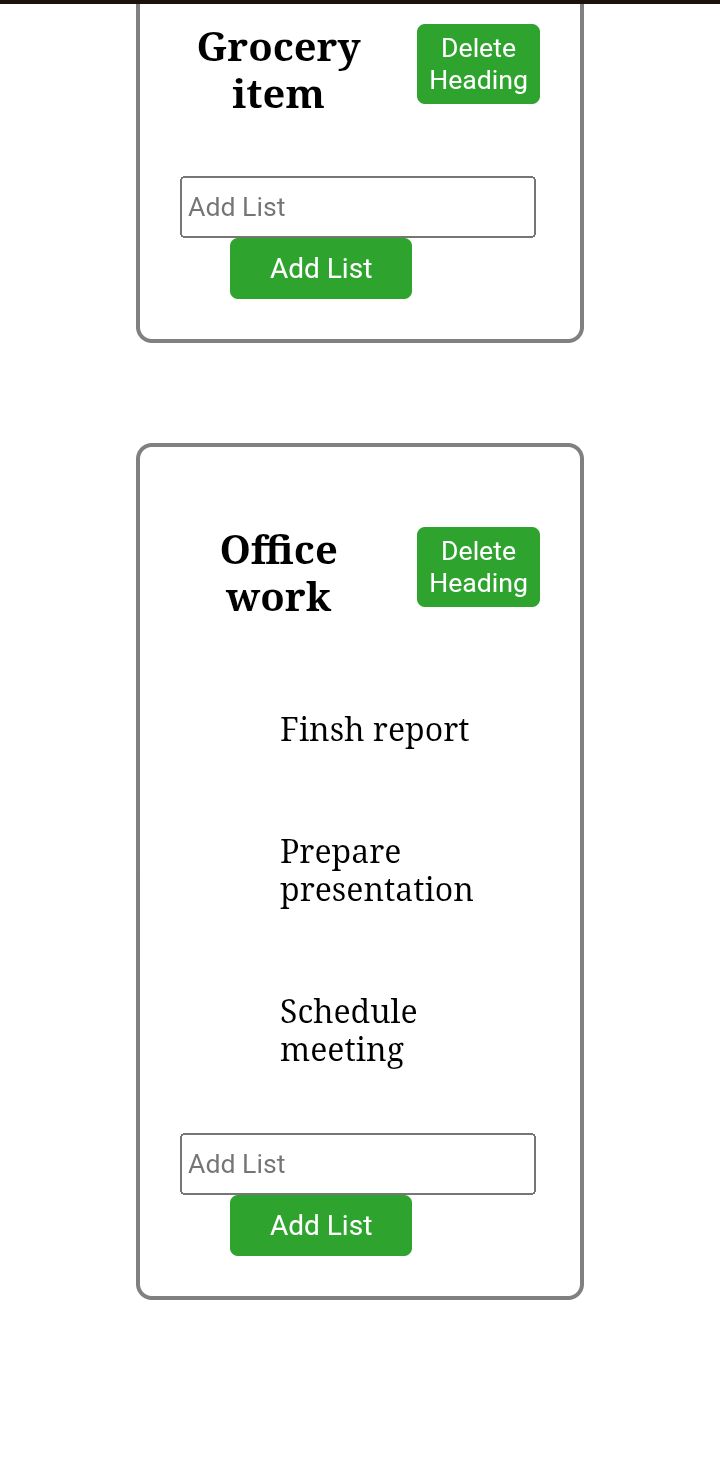 Grocery
item
Delete
Heading
Add List
Add List
Office
work
Delete
Heading
Finsh report
Prepare
presentation
Schedule
meeting
Add List
Add List